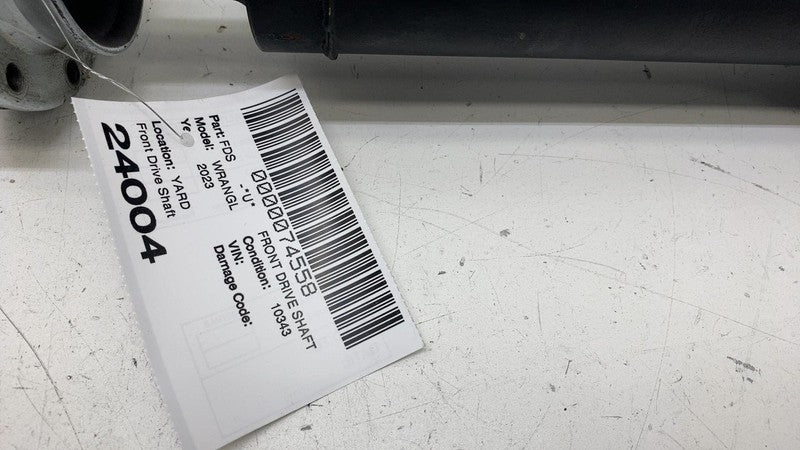 0000074558
-*U*
Part: FDS
FRONT DRIVE SHAFT
Model: WRANGL
Condition: 10343
Ye 2023
VIN:
Damage Code:
Location: YARD
Front Drive Shaft
24004